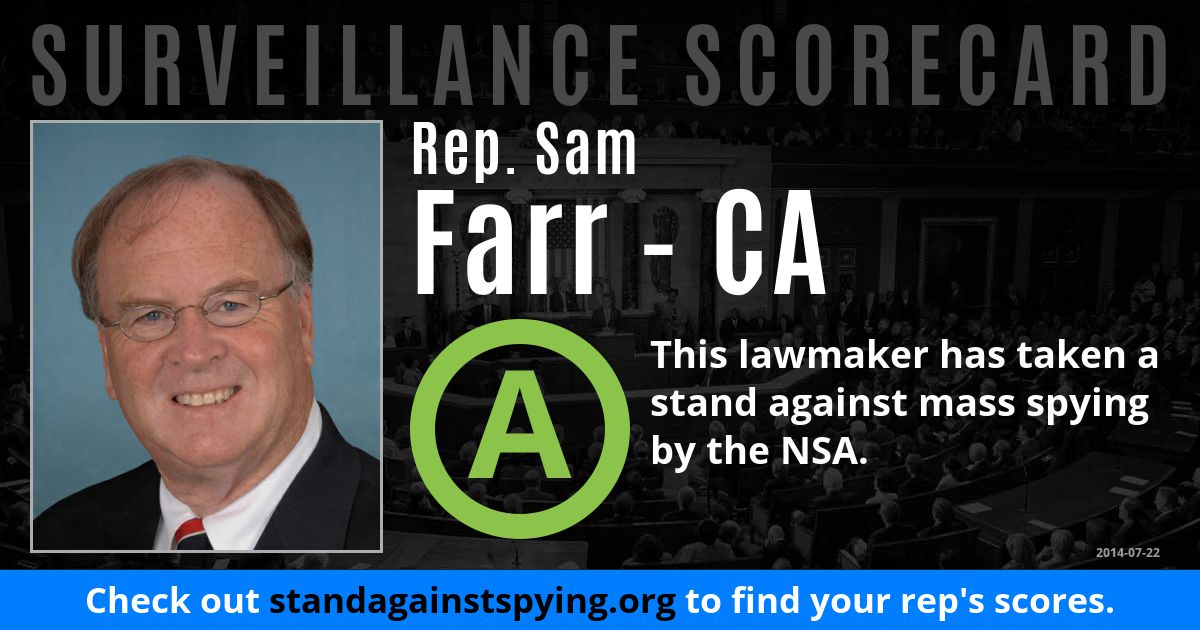 SURVEILLANCE SCORECARD
Rep. Sam
Farr - CA
A
This lawmaker has taken a
stand against mass spying
by the NSA.
2014-07-22
Check out standagainstspying.org to find your rep's scores.